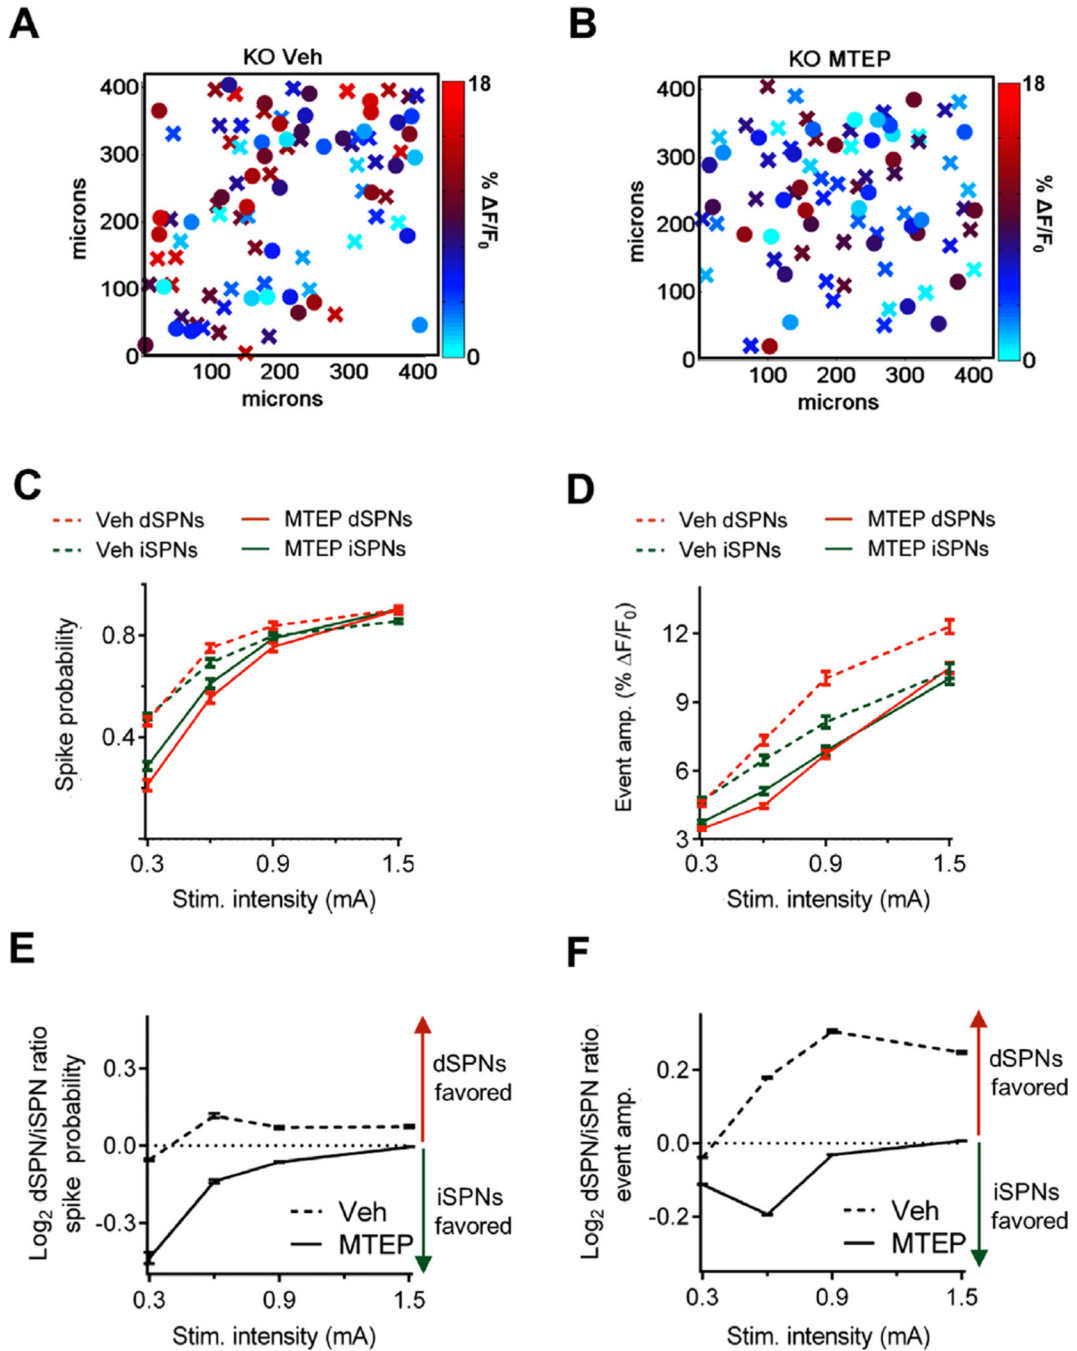 A
KO Veh
400
300
200
100
0
100 200 300 400
microns
microns
18
% ΔF/F₀
0
B
KO MTEP
400
300
200
100
0
100 200 300 400
microns
microns
18
% ΔF/F₀
0
C
Veh dSPNs
MTEP dSPNs
Veh iSPNs
MTEP iSPNs
Spike probability
0.8
0.4
0.3 0.9 1.5
Stim. intensity (mA)
D
Veh dSPNs
MTEP dSPNs
Veh iSPNs
MTEP iSPNs
Event amp. (% ΔF/F₀)
12
9
6
3
0.3 0.9 1.5
Stim. intensity (mA)
E
Log₂ dSPN/iSPN ratio
spike probability
0.3
0.0
-0.3
dSPNs
favored
iSPNs
favored
Veh
MTEP
0.3 0.9 1.5
Stim. intensity (mA)
F
Log₂ dSPN/iSPN ratio
event amp.
0.2
0.0
-0.2
dSPNs
favored
iSPNs
favored
Veh
MTEP
0.3 0.9 1.5
Stim. intensity (mA)